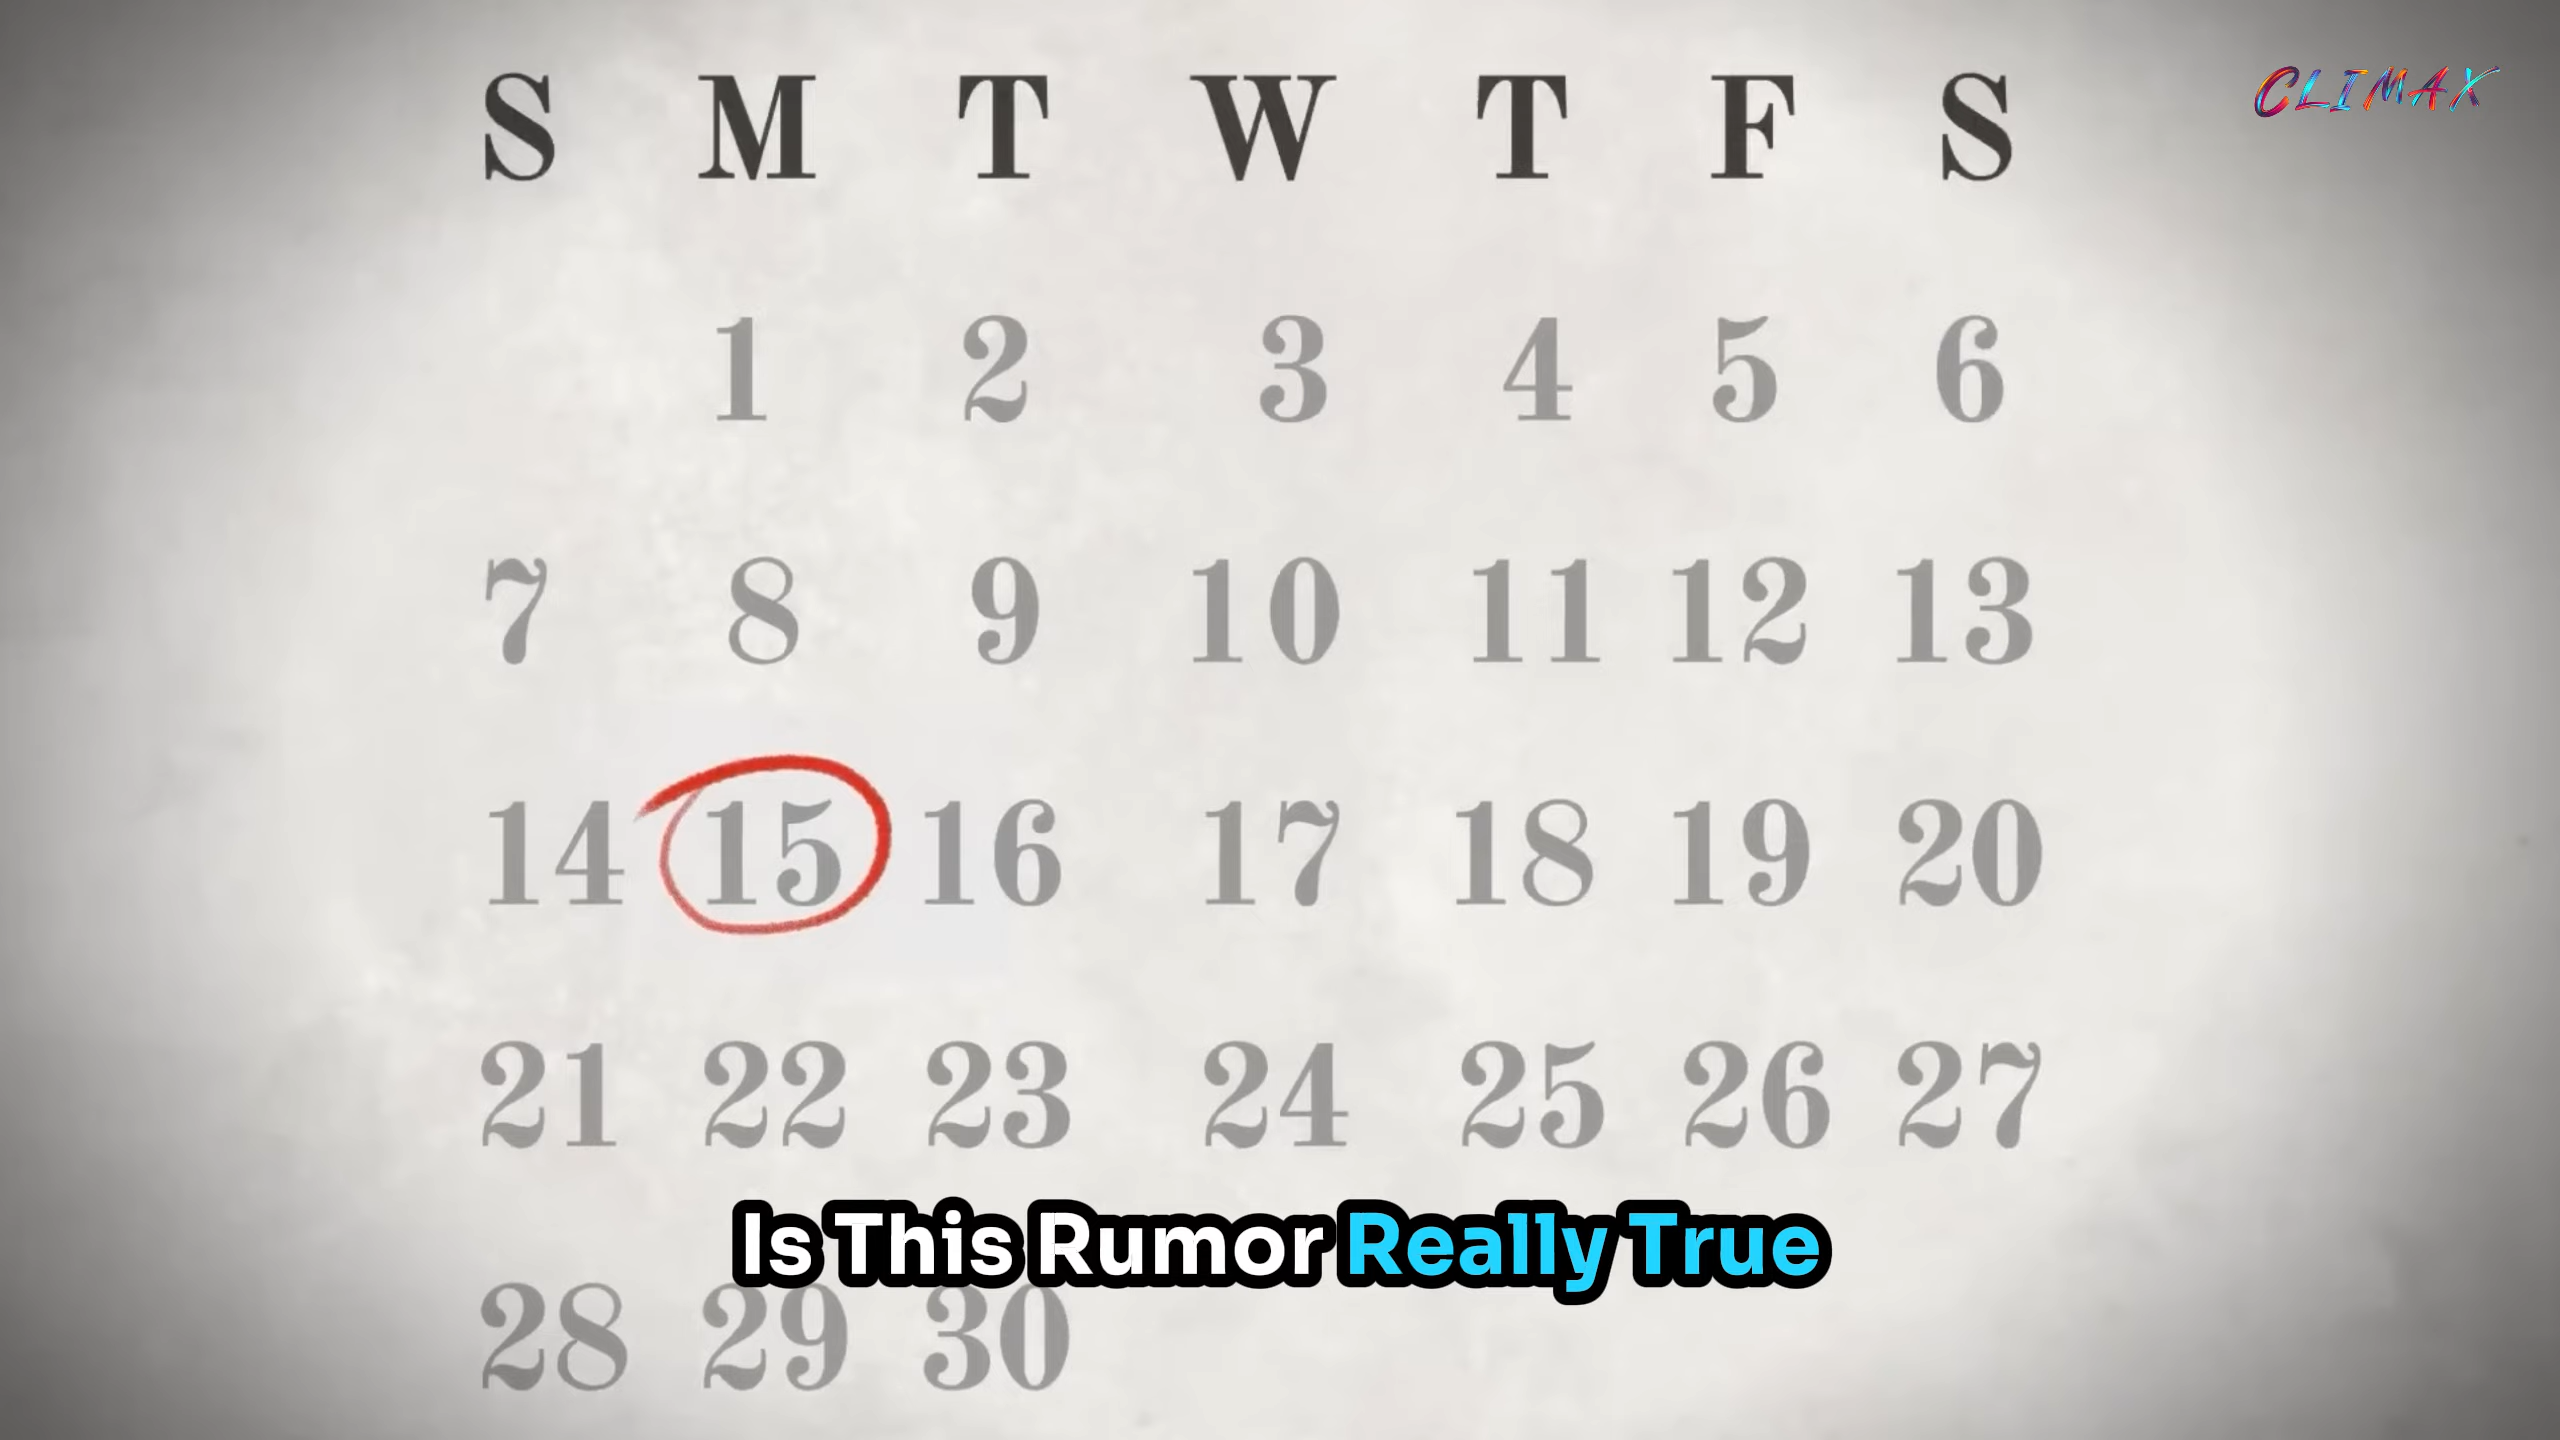 CLIMAX
S M T W T F S
1 2 3 4 5 6
7 8 9 10 11 12 13
14 15 16 17 18 19 20
21 22 23 24 25 26 27
Is This Rumor Really True
28 29 30